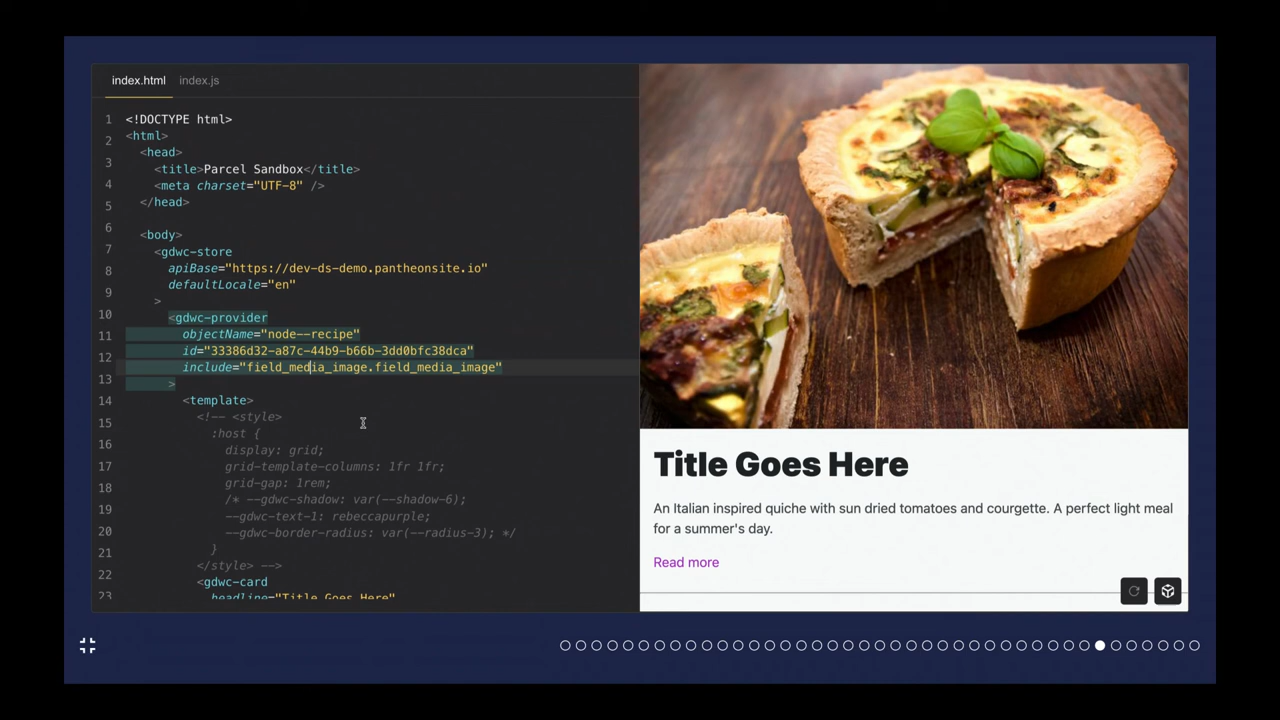 index.html index.js
1 <!DOCTYPE html>
2 <html>
3 <head>
4 <title>Parcel Sandbox</title>
5 <meta charset="UTF-8" />
6 </head>
7 <body>
8 <gdwc-store
9 apiBase="https://dev-ds-demo.pantheonsite.io"
10 defaultLocale="en"
11 >
12 <gdwc-provider
13 objectName="node--recipe"
14 id="33386d32-a87c-44b9-b66b-3dd0bfc38dca"
15 include="field_media_image.field_media_image"
16 >
17 <template>
18 <!-- <style>
19 :host {
20 display: grid;
21 grid-template-columns: 1fr 1fr;
22 grid-gap: 1rem;
23 /* --gdwc-shadow: var(--shadow-6);
--gdwc-text-1: rebeccapurple;
--gdwc-border-radius: var(--radius-3); */
}
</style> -->
<gdwc-card
headline="Title Goes Here"
Title Goes Here
An Italian inspired quiche with sun dried tomatoes and courgette. A perfect light meal
for a summer's day.
Read more